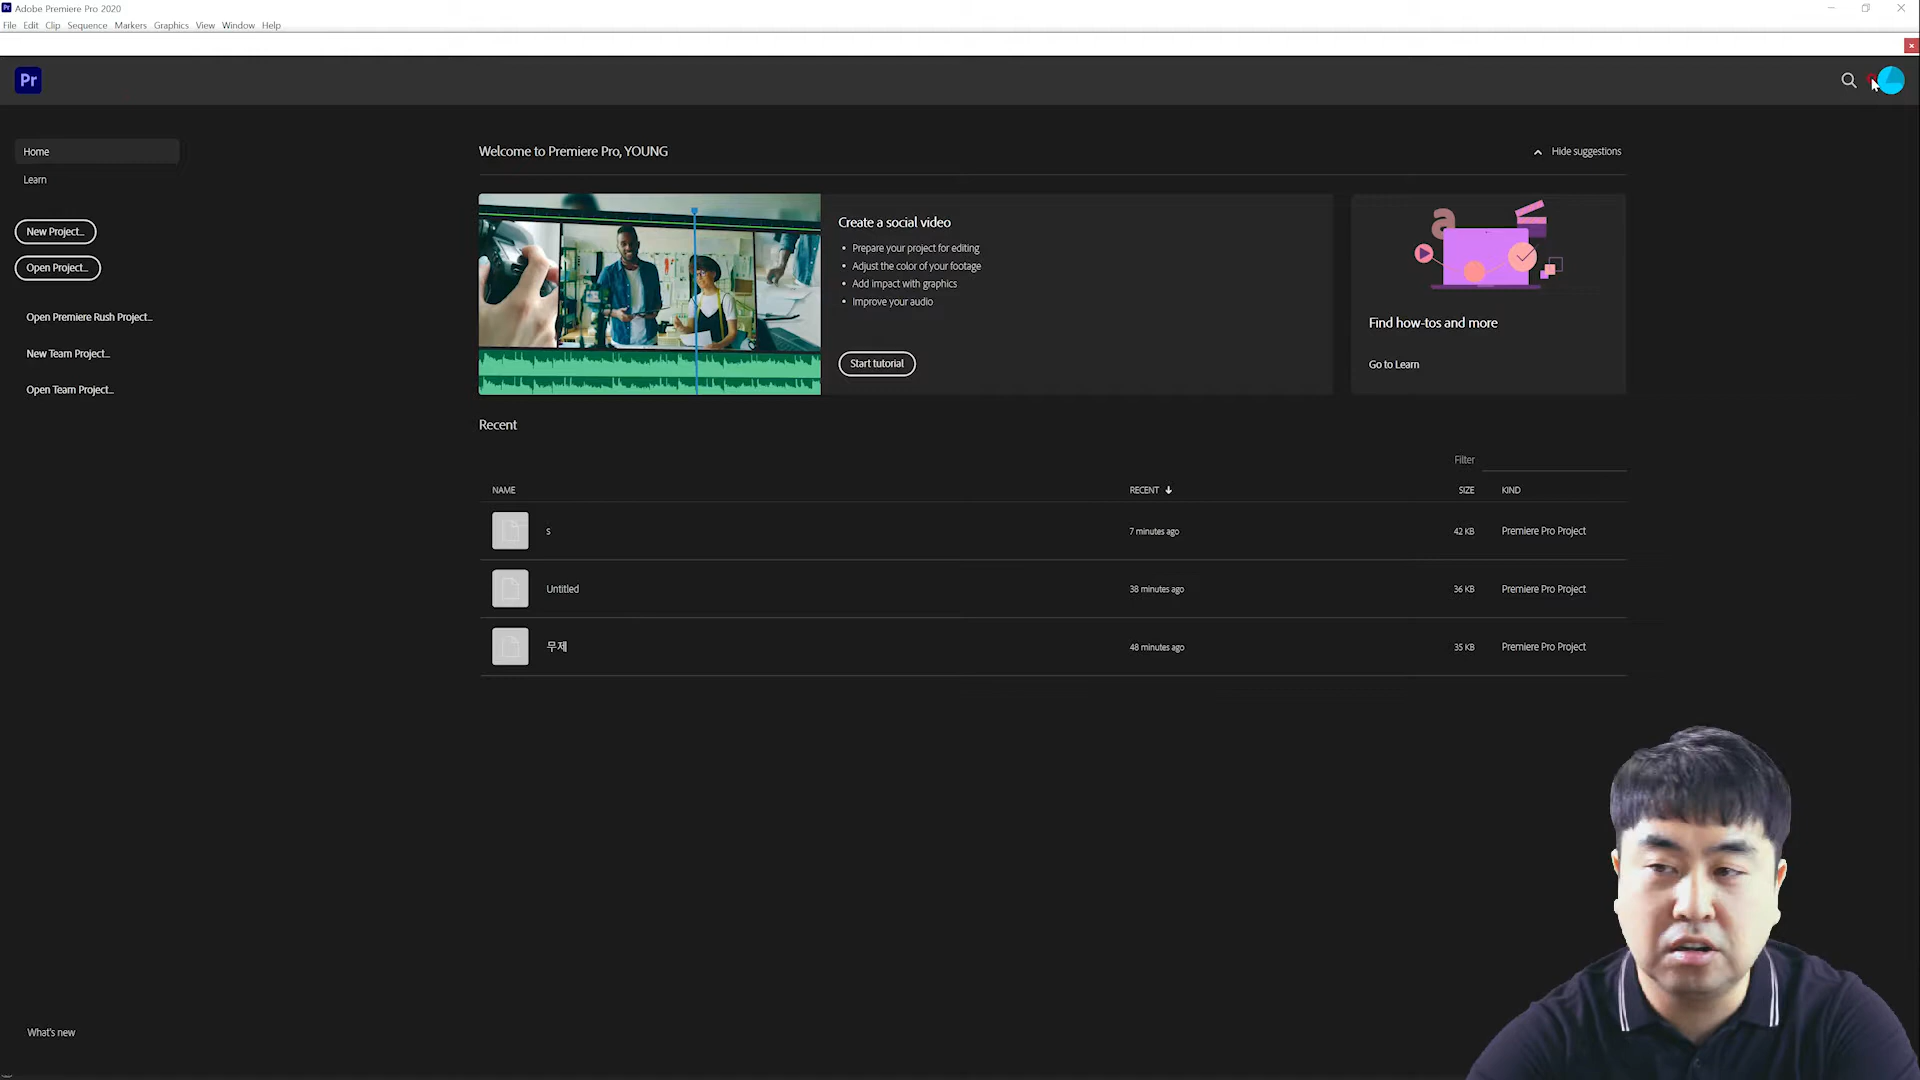 Adobe Premiere Pro 2020
File Edit Clip Sequence Markers Graphics View Window Help
Pr
Home
Learn
New Project...
Open Project...
Open Premiere Rush Project...
New Team Project...
Open Team Project...
What's new
Welcome to Premiere Pro, YOUNG
Hide suggestions
Create a social video
• Prepare your project for editing
• Adjust the color of your footage
• Add impact with graphics
• Improve your audio
Start tutorial
Find how-tos and more
Go to Learn
Recent
Filter
NAME RECENT SIZE KIND
s 7 minutes ago 42 KB Premiere Pro Project
Untitled 38 minutes ago 36 KB Premiere Pro Project
무제 48 minutes ago 35 KB Premiere Pro Project